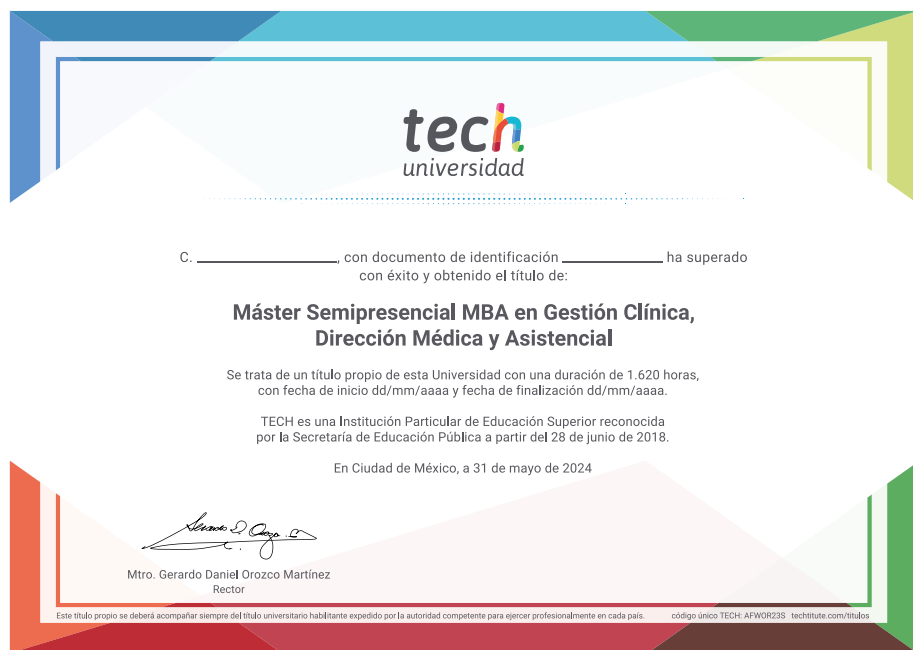 tech
universidad
C. ____________________, con documento de identificación ______________ ha superado
con éxito y obtenido el título de:
Máster Semipresencial MBA en Gestión Clínica,
Dirección Médica y Asistencial
Se trata de un título propio de esta Universidad con una duración de 1.620 horas,
con fecha de inicio dd/mm/aaaa y fecha de finalización dd/mm/aaaa.
TECH es una Institución Particular de Educación Superior reconocida
por la Secretaría de Educación Pública a partir del 28 de junio de 2018.
En Ciudad de México, a 31 de mayo de 2024
Mtro. Gerardo Daniel Orozco Martínez
Rector
Este título propio se deberá acompañar siempre del título universitario habilitante expedido por la autoridad competente para ejercer profesionalmente en cada país. código único TECH: AFWOR23S techtitute.com/titulos